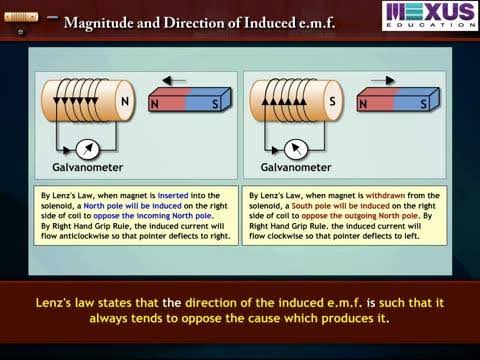 Magnitude and Direction of Induced e.m.f.
MEXUS
EDUCATION
N
N S
Galvanometer
S
N S
Galvanometer
By Lenz's Law, when magnet is inserted into the
solenoid, a North pole will be induced on the right
side of coil to oppose the incoming North pole.
By Right Hand Grip Rule, the induced current will
flow anticlockwise so that pointer deflects to right.
By Lenz's Law, when magnet is withdrawn from the
solenoid, a South pole will be induced on the right
side of coil to oppose the outgoing North pole. By
Right Hand Grip Rule. the induced current will
flow clockwise so that pointer deflects to left.
Lenz's law states that the direction of the induced e.m.f. is such that it
always tends to oppose the cause which produces it.